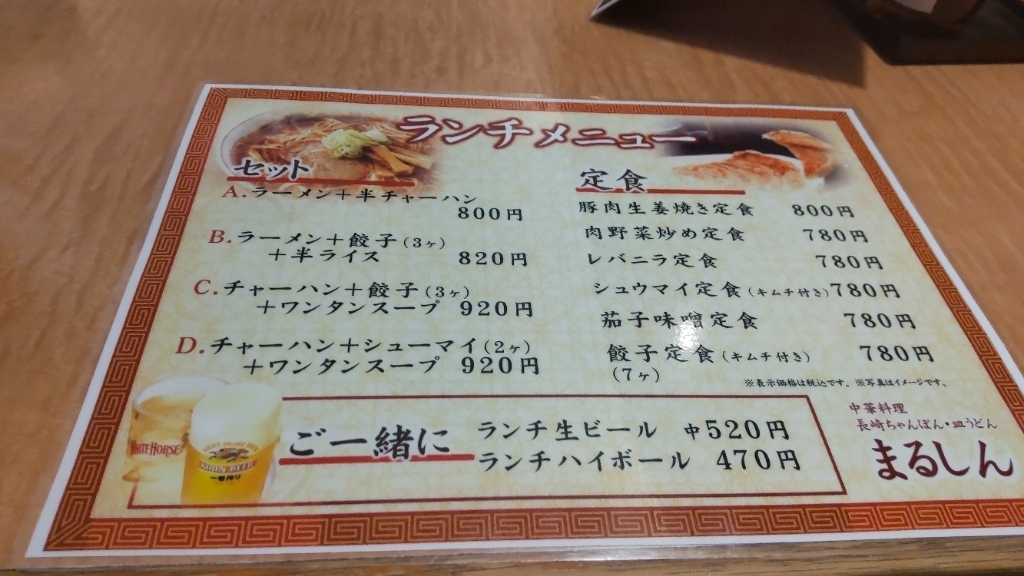 ランチメニュー
セット
A.ラーメン+半チャーハン
800円
B.ラーメン+餃子(3ヶ)
+半ライス 820円
C.チャーハン+餃子(3ヶ)
+ワンタンスープ 920円
D.チャーハン+シューマイ(2ヶ)
+ワンタンスープ 920円
定食
豚肉生姜焼き定食 800円
肉野菜炒め定食 780円
レバニラ定食 780円
シュウマイ定食(キムチ付き)780円
茄子味噌定食 780円
餃子定食(キムチ付き) 780円
(7ヶ)
※表示価格は税込です。※写真はイメージです。
WHITE HORSE
KIRIN BEER
一番搾り
ご一緒に
ランチ生ビール 中520円
ランチハイボール 470円
中華料理
長崎ちゃんぽん・皿うどん
まるしん